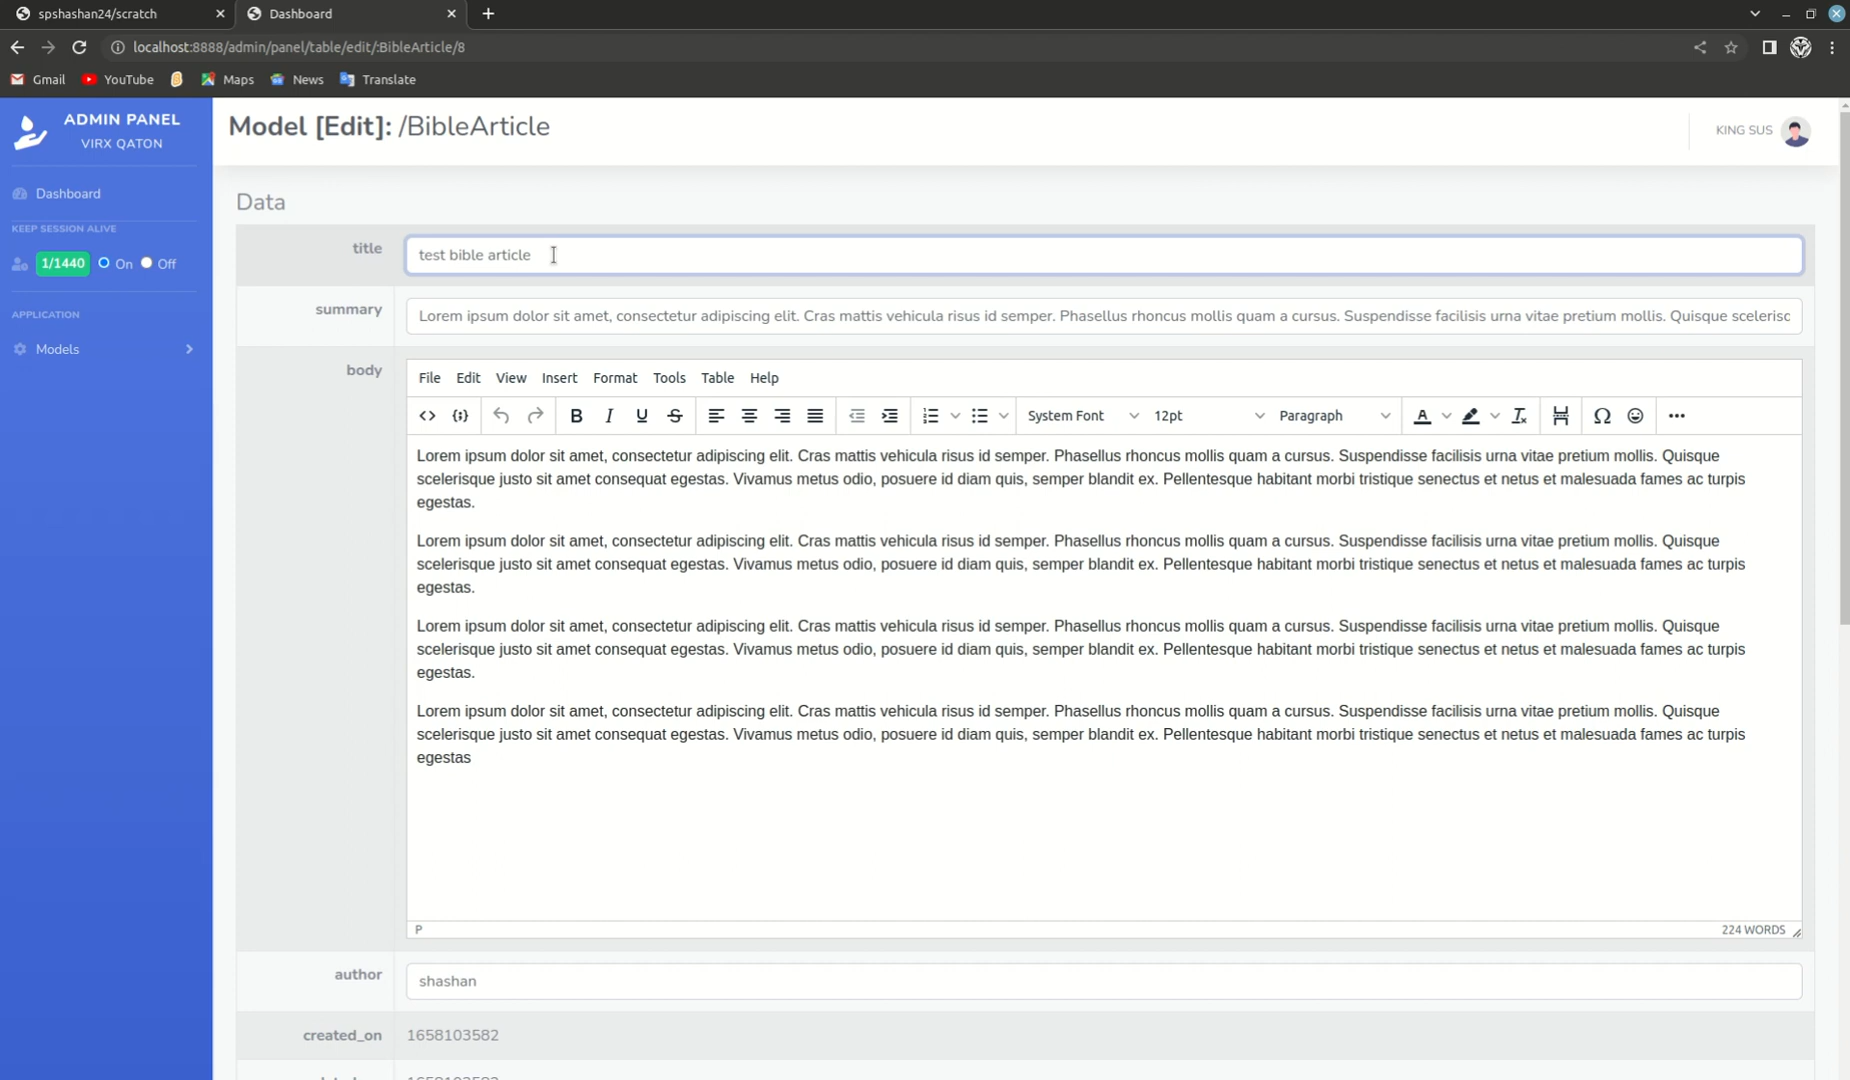 spshashan24/scratch
Dashboard
localhost:8888/admin/panel/table/edit/:BibleArticle/8
Gmail
YouTube
Maps
News
Translate
ADMIN PANEL
VIRX QATON
Dashboard
KEEP SESSION ALIVE
1/1440 On Off
APPLICATION
Models
Model [Edit]: /BibleArticle
KING SUS
Data
title
test bible article
summary
Lorem ipsum dolor sit amet, consectetur adipiscing elit. Cras mattis vehicula risus id semper. Phasellus rhoncus mollis quam a cursus. Suspendisse facilisis urna vitae pretium mollis. Quisque scelerisc
body
File Edit View Insert Format Tools Table Help
System Font 12pt Paragraph
Lorem ipsum dolor sit amet, consectetur adipiscing elit. Cras mattis vehicula risus id semper. Phasellus rhoncus mollis quam a cursus. Suspendisse facilisis urna vitae pretium mollis. Quisque
scelerisque justo sit amet consequat egestas. Vivamus metus odio, posuere id diam quis, semper blandit ex. Pellentesque habitant morbi tristique senectus et netus et malesuada fames ac turpis
egestas.
Lorem ipsum dolor sit amet, consectetur adipiscing elit. Cras mattis vehicula risus id semper. Phasellus rhoncus mollis quam a cursus. Suspendisse facilisis urna vitae pretium mollis. Quisque
scelerisque justo sit amet consequat egestas. Vivamus metus odio, posuere id diam quis, semper blandit ex. Pellentesque habitant morbi tristique senectus et netus et malesuada fames ac turpis
egestas.
Lorem ipsum dolor sit amet, consectetur adipiscing elit. Cras mattis vehicula risus id semper. Phasellus rhoncus mollis quam a cursus. Suspendisse facilisis urna vitae pretium mollis. Quisque
scelerisque justo sit amet consequat egestas. Vivamus metus odio, posuere id diam quis, semper blandit ex. Pellentesque habitant morbi tristique senectus et netus et malesuada fames ac turpis
egestas.
Lorem ipsum dolor sit amet, consectetur adipiscing elit. Cras mattis vehicula risus id semper. Phasellus rhoncus mollis quam a cursus. Suspendisse facilisis urna vitae pretium mollis. Quisque
scelerisque justo sit amet consequat egestas. Vivamus metus odio, posuere id diam quis, semper blandit ex. Pellentesque habitant morbi tristique senectus et netus et malesuada fames ac turpis
egestas
P
224 WORDS
author
shashan
created_on
1658103582